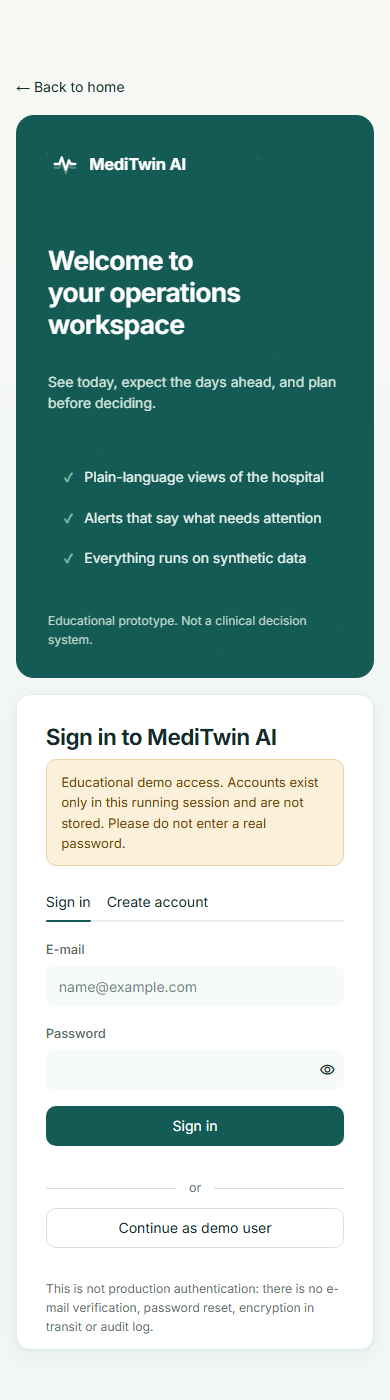 ← Back to home
MediTwin AI
Welcome to
your operations
workspace
See today, expect the days ahead, and plan
before deciding.
✓ Plain-language views of the hospital
✓ Alerts that say what needs attention
✓ Everything runs on synthetic data
Educational prototype. Not a clinical decision
system.
Sign in to MediTwin AI
Educational demo access. Accounts exist
only in this running session and are not
stored. Please do not enter a real
password.
Sign in Create account
E-mail
name@example.com
Password
Sign in
or
Continue as demo user
This is not production authentication: there is no e-
mail verification, password reset, encryption in
transit or audit log.